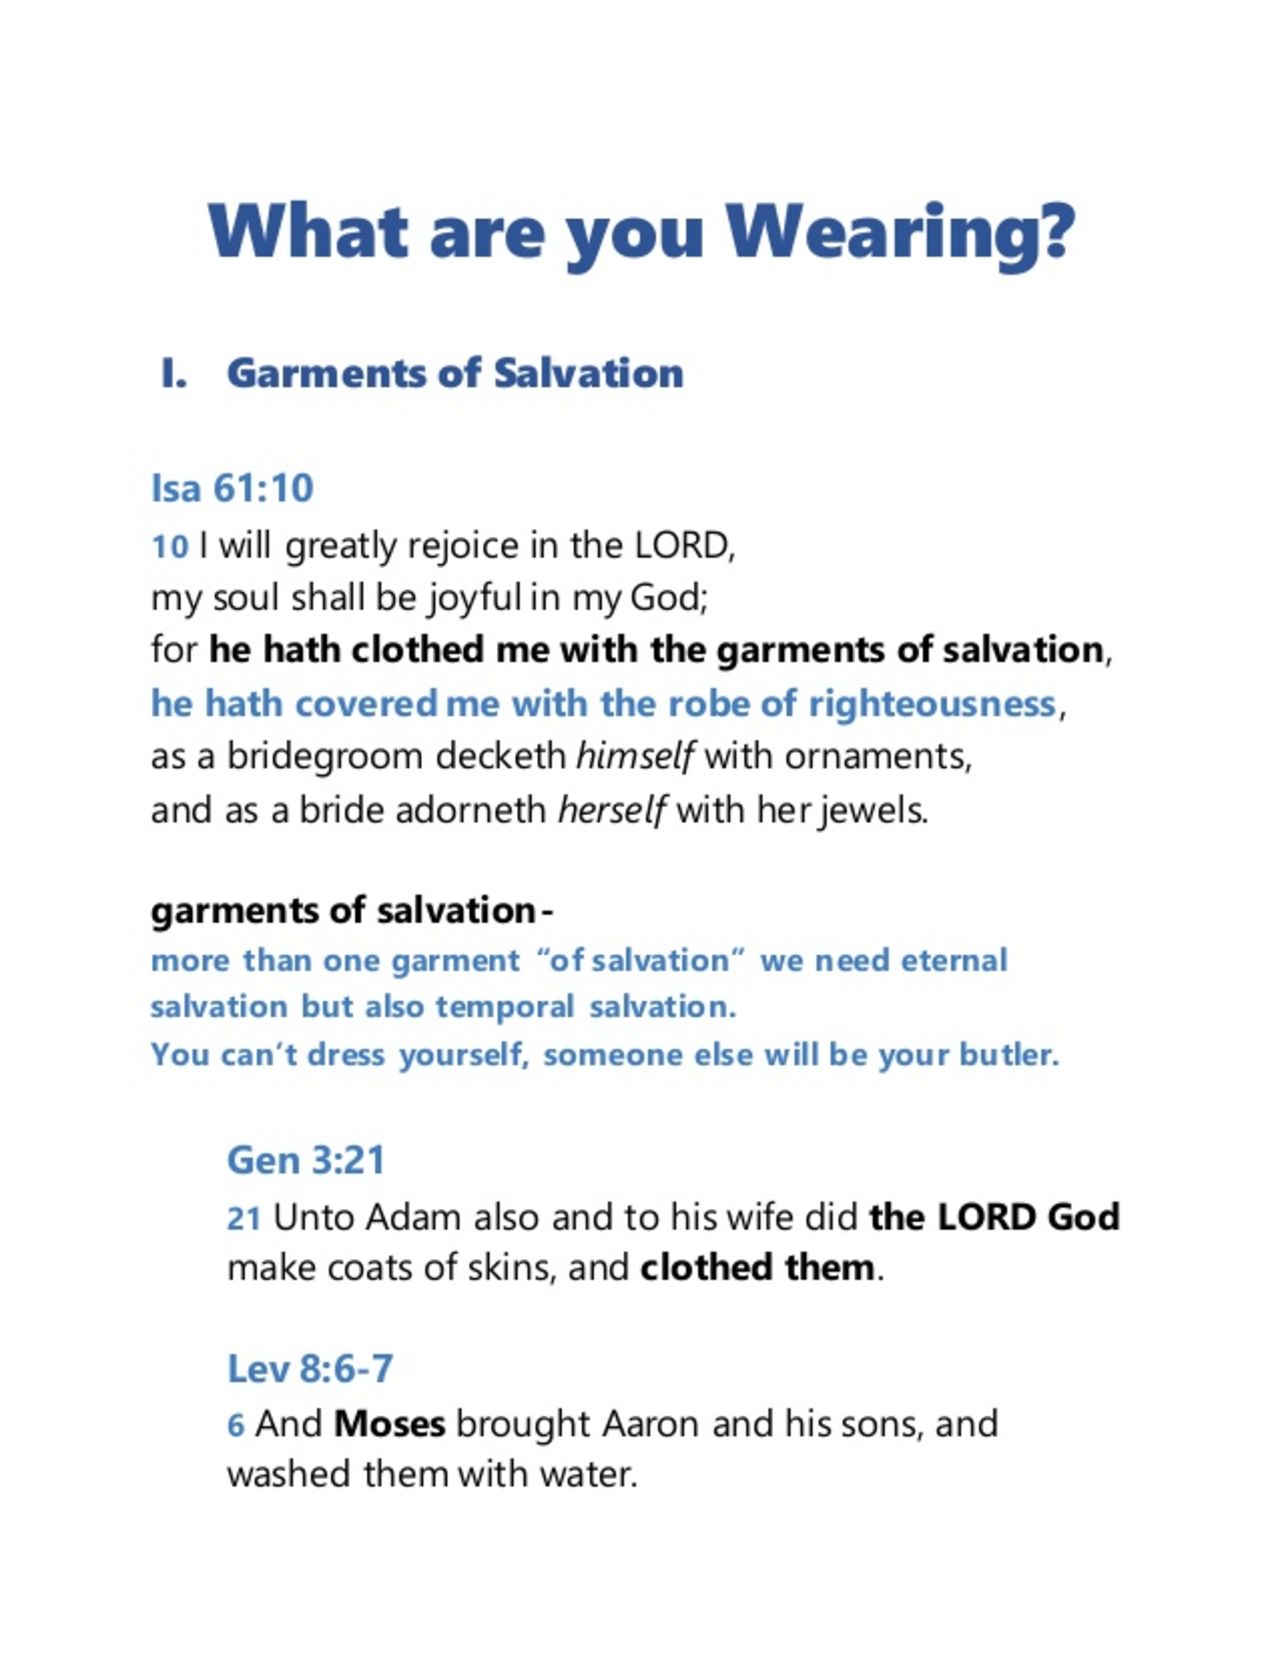 What are you Wearing?
I. Garments of Salvation
Isa 61:10
10 I will greatly rejoice in the LORD,
my soul shall be joyful in my God;
for he hath clothed me with the garments of salvation,
he hath covered me with the robe of righteousness,
as a bridegroom decketh himself with ornaments,
and as a bride adorneth herself with her jewels.
garments of salvation-
more than one garment “of salvation” we need eternal
salvation but also temporal salvation.
You can’t dress yourself, someone else will be your butler.
Gen 3:21
21 Unto Adam also and to his wife did the LORD God
make coats of skins, and clothed them.
Lev 8:6-7
6 And Moses brought Aaron and his sons, and
washed them with water.